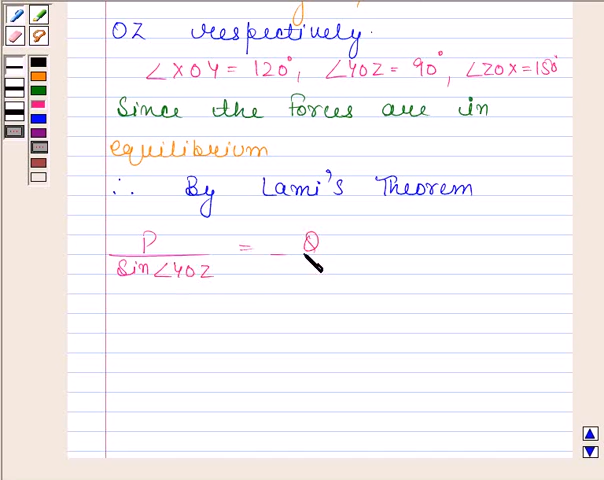 OZ respectively.
∠XOY = 120°, ∠YOZ = 90°, ∠ZOX = 150°
Since the forces are in
equilibrium
∴ By Lami's Theorem
P / sin∠YOZ = Q